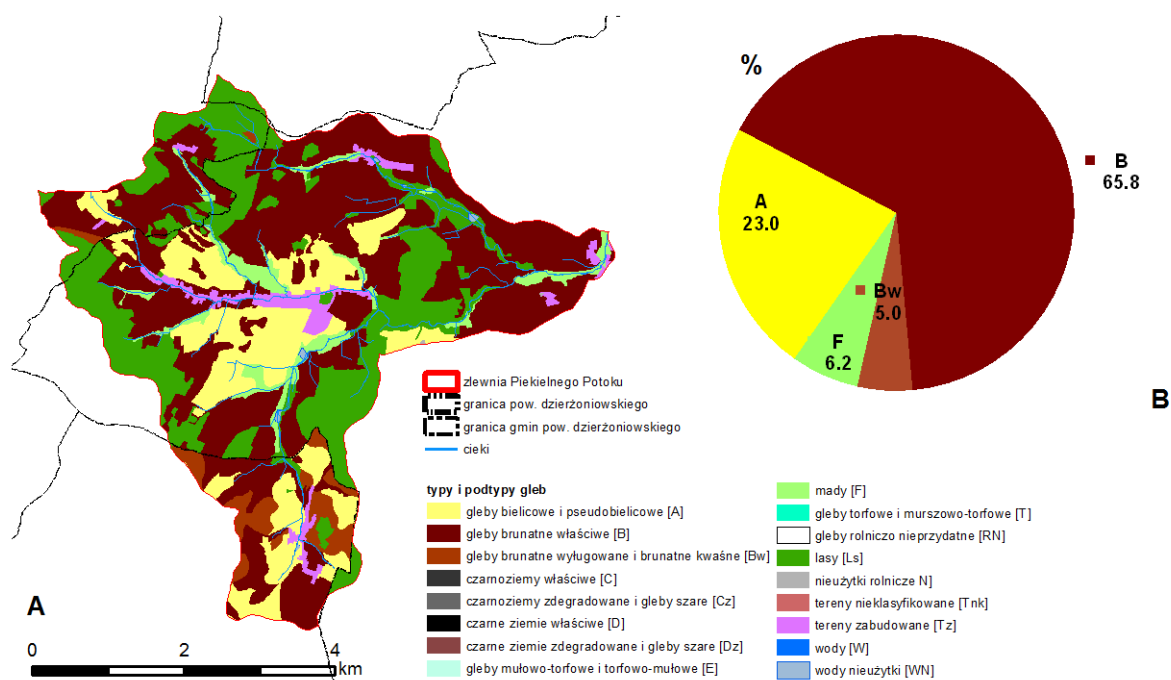 %
B
65.8
A
23.0
Bw
5.0
F
6.2
B
zlewnia Piekielnego Potoku
granica pow. dzierżoniowskiego
granica gmin pow. dzierżoniowskiego
cieki
typy i podtypy gleb
gleby bielicowe i pseudobielicowe [A]
gleby brunatne właściwe [B]
gleby brunatne wyługowane i brunatne kwaśne [Bw]
czarnoziemy właściwe [C]
czarnoziemy zdegradowane i gleby szare [Cz]
czarne ziemie właściwe [D]
czarne ziemie zdegradowane i gleby szare [Dz]
gleby mułowo-torfowe i torfowo-mułowe [E]
mady [F]
gleby torfowe i murszowo-torfowe [T]
gleby rolniczo nieprzydatne [RN]
lasy [Ls]
nieużytki rolnicze N]
tereny nieklasyfikowane [Tnk]
tereny zabudowane [Tz]
wody [W]
wody nieużytki [WN]
A
0 2 4
km